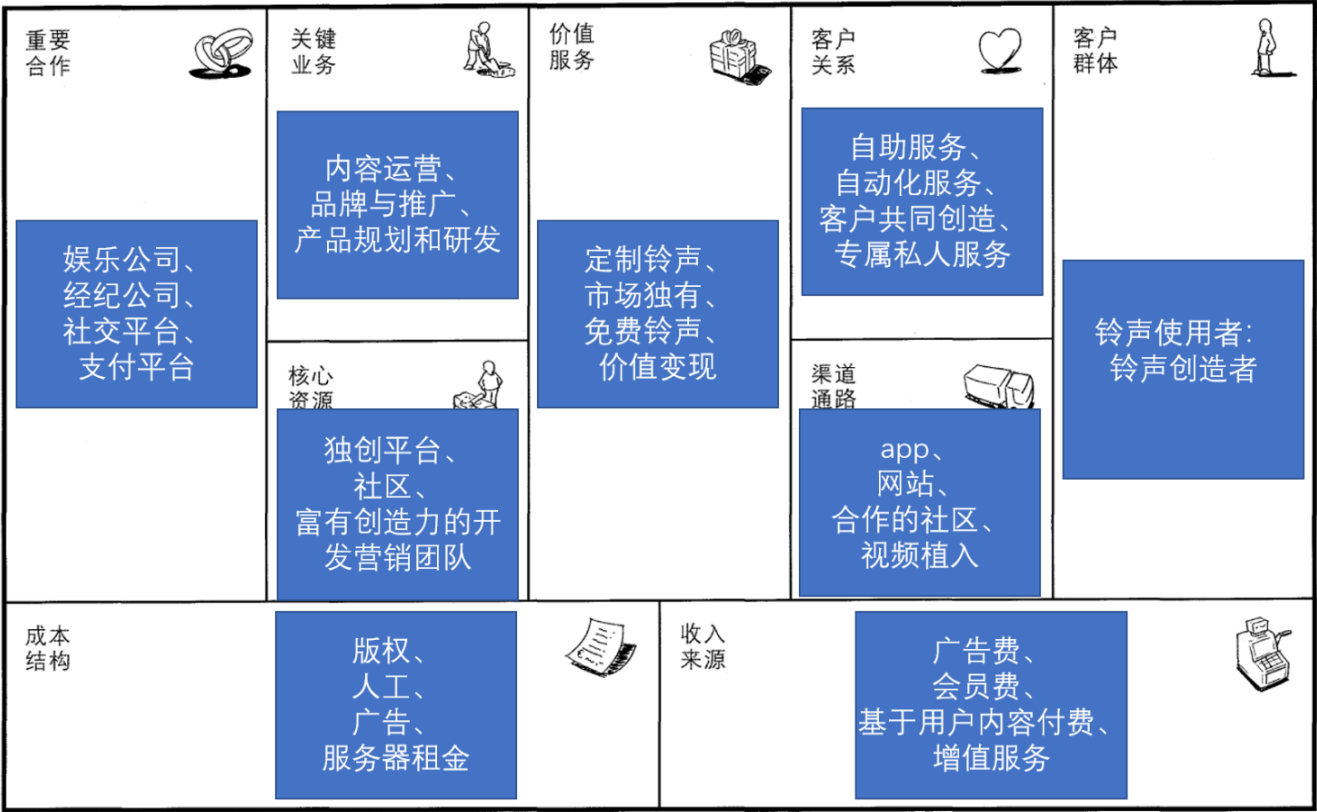 重要
合作
娱乐公司、
经纪公司、
社交平台、
支付平台
关键
业务
内容运营、
品牌与推广、
产品规划和研发
核心
资源
独创平台、
社区、
富有创造力的开
发营销团队
价值
服务
定制铃声、
市场独有、
免费铃声、
价值变现
客户
关系
自助服务、
自动化服务、
客户共同创造、
专属私人服务
渠道
通路
app、
网站、
合作的社区、
视频植入
客户
群体
铃声使用者:
铃声创造者
成本
结构
版权、
人工、
广告、
服务器租金
收入
来源
广告费、
会员费、
基于用户内容付费、
增值服务